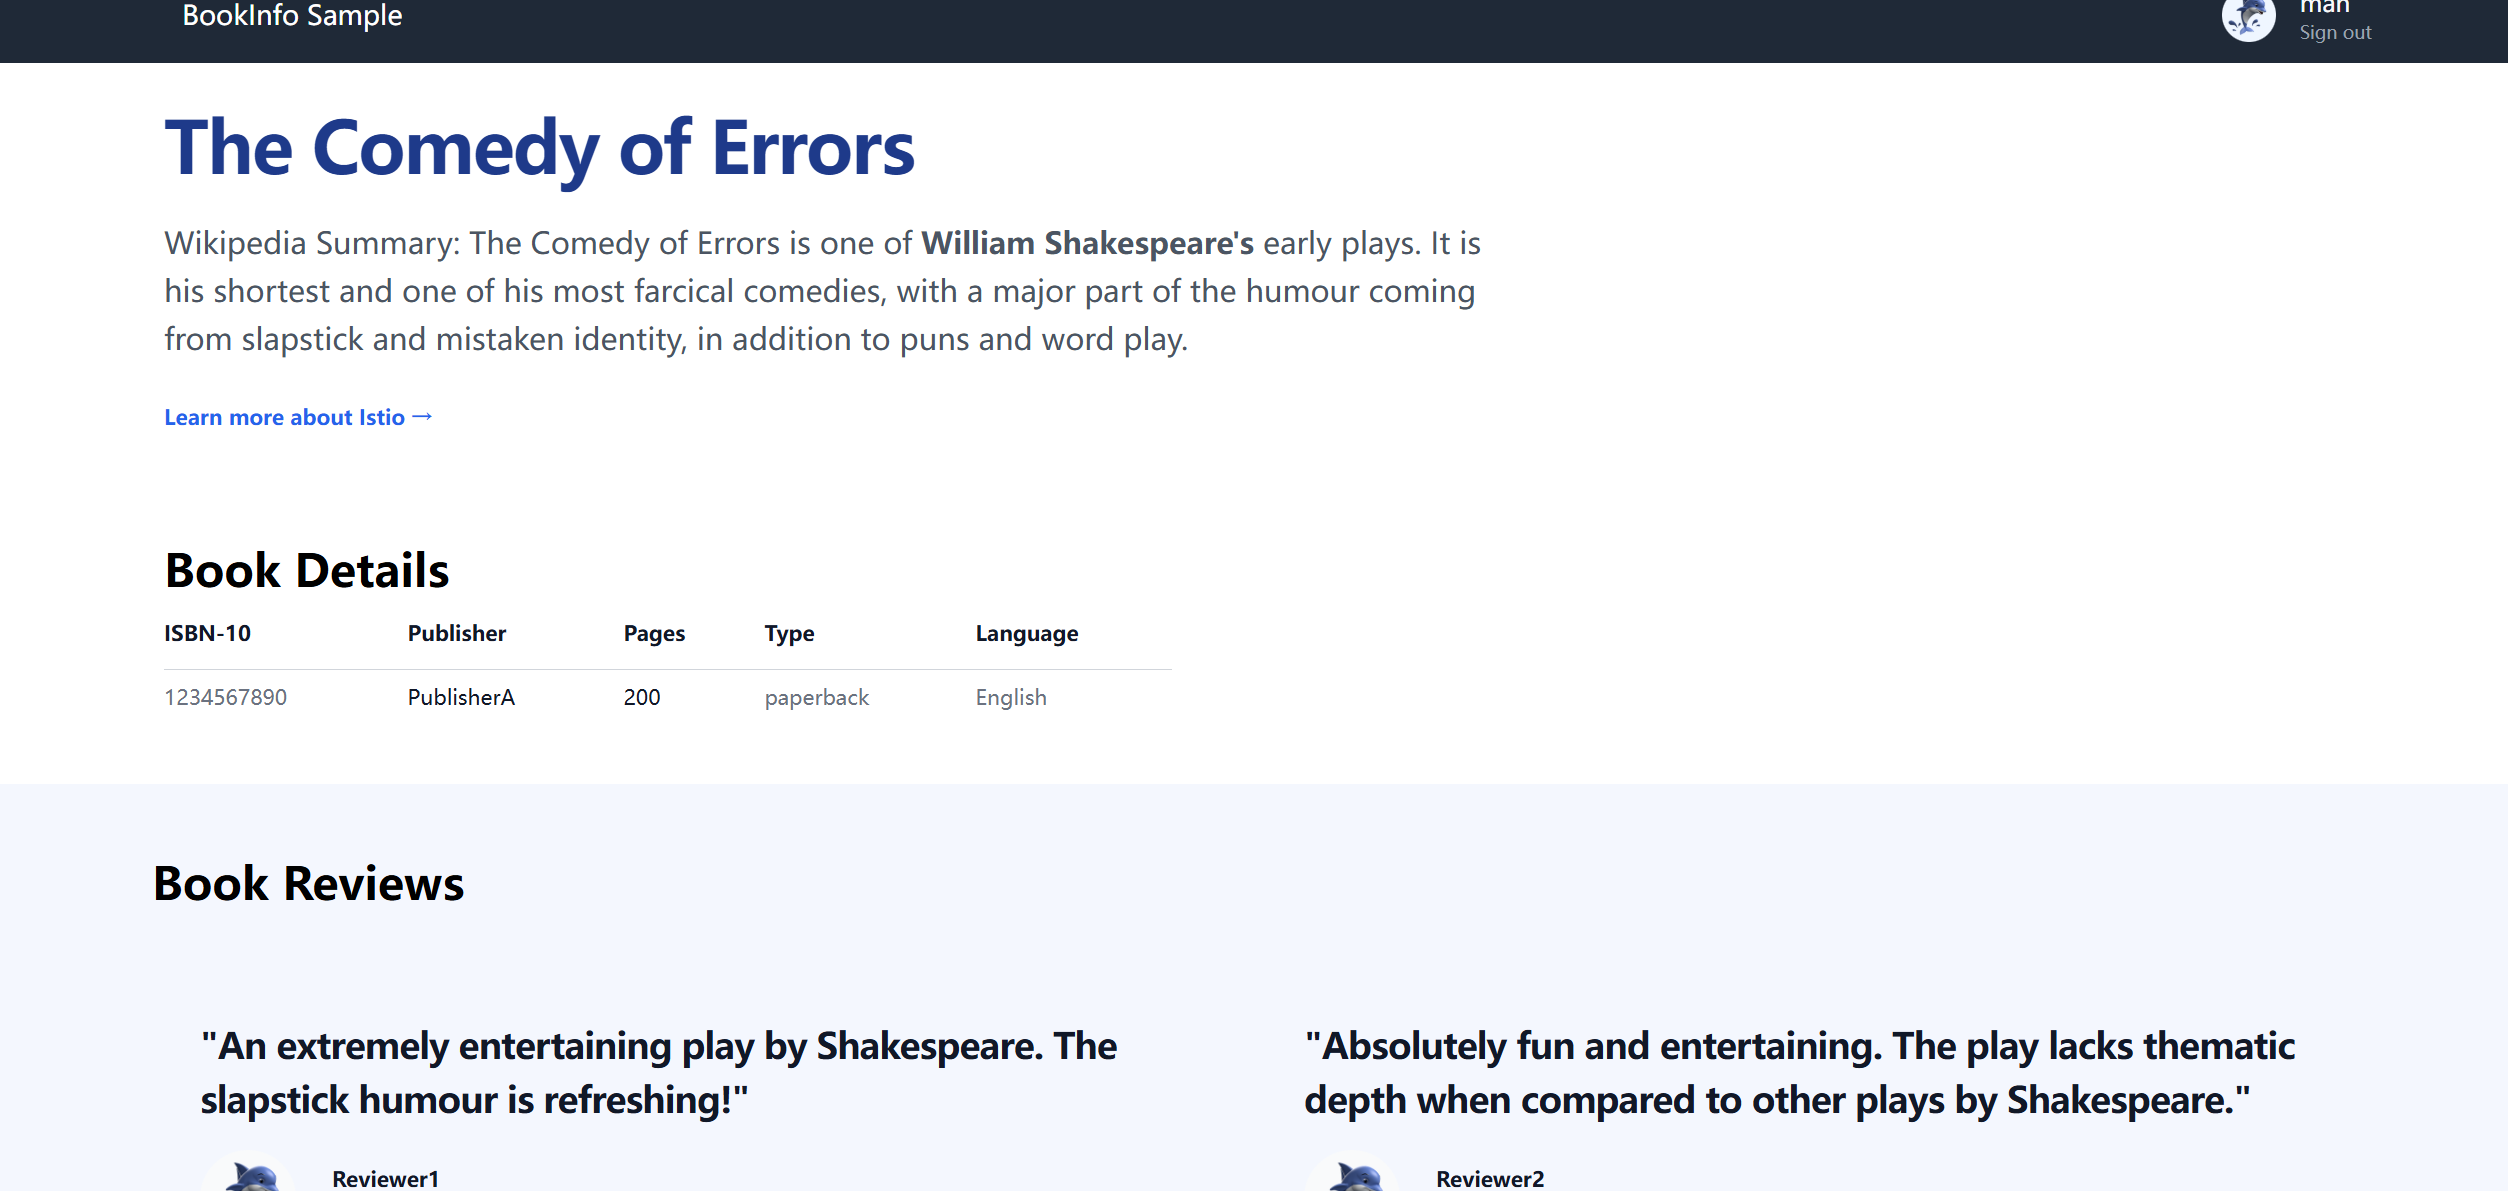 BookInfo Sample
man
Sign out
The Comedy of Errors
Wikipedia Summary: The Comedy of Errors is one of William Shakespeare's early plays. It is
his shortest and one of his most farcical comedies, with a major part of the humour coming
from slapstick and mistaken identity, in addition to puns and word play.
Learn more about Istio →
Book Details
ISBN-10 Publisher Pages Type Language
1234567890 PublisherA 200 paperback English
Book Reviews
"An extremely entertaining play by Shakespeare. The
slapstick humour is refreshing!"
Reviewer1
"Absolutely fun and entertaining. The play lacks thematic
depth when compared to other plays by Shakespeare."
Reviewer2